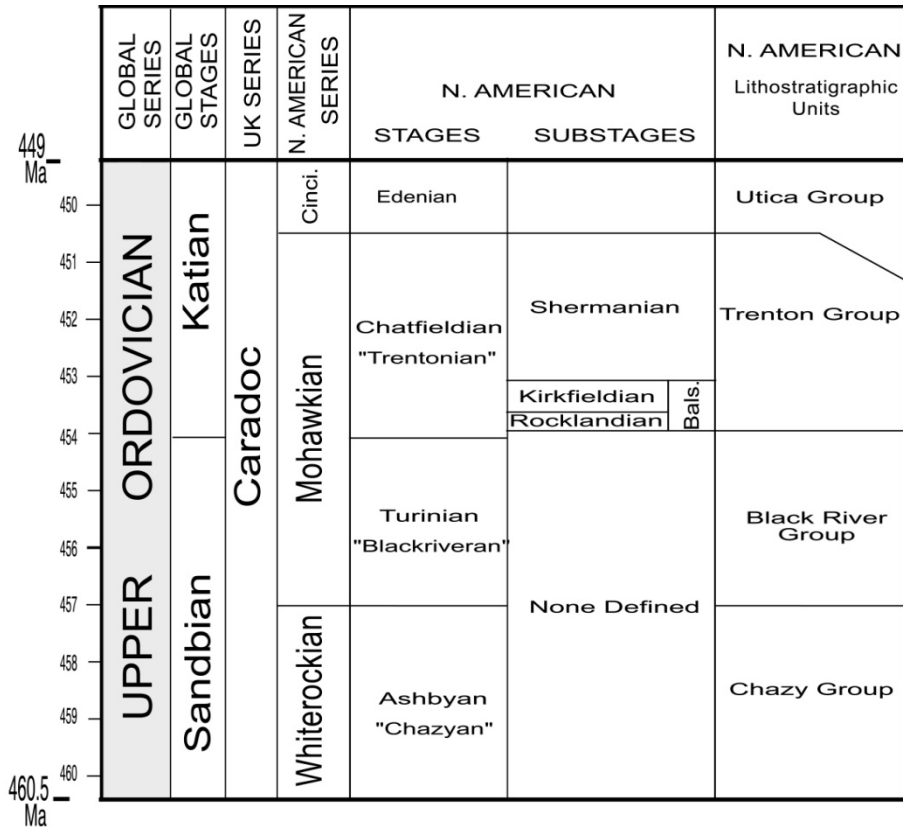 GLOBAL
SERIES
GLOBAL
STAGES
UK SERIES
N. AMERICAN
SERIES
N. AMERICAN
STAGES
SUBSTAGES
N. AMERICAN
Lithostratigraphic
Units
449
Ma
450
451
452
453
454
455
456
457
458
459
460
460.5
Ma
UPPER ORDOVICIAN
Katian
Sandbian
Caradoc
Cinci.
Mohawkian
Whiterockian
Edenian
Chatfieldian
"Trentonian"
Turinian
"Blackriveran"
Ashbyan
"Chazyan"
Shermanian
Kirkfieldian
Rocklandian
Bals.
None Defined
Utica Group
Trenton Group
Black River
Group
Chazy Group